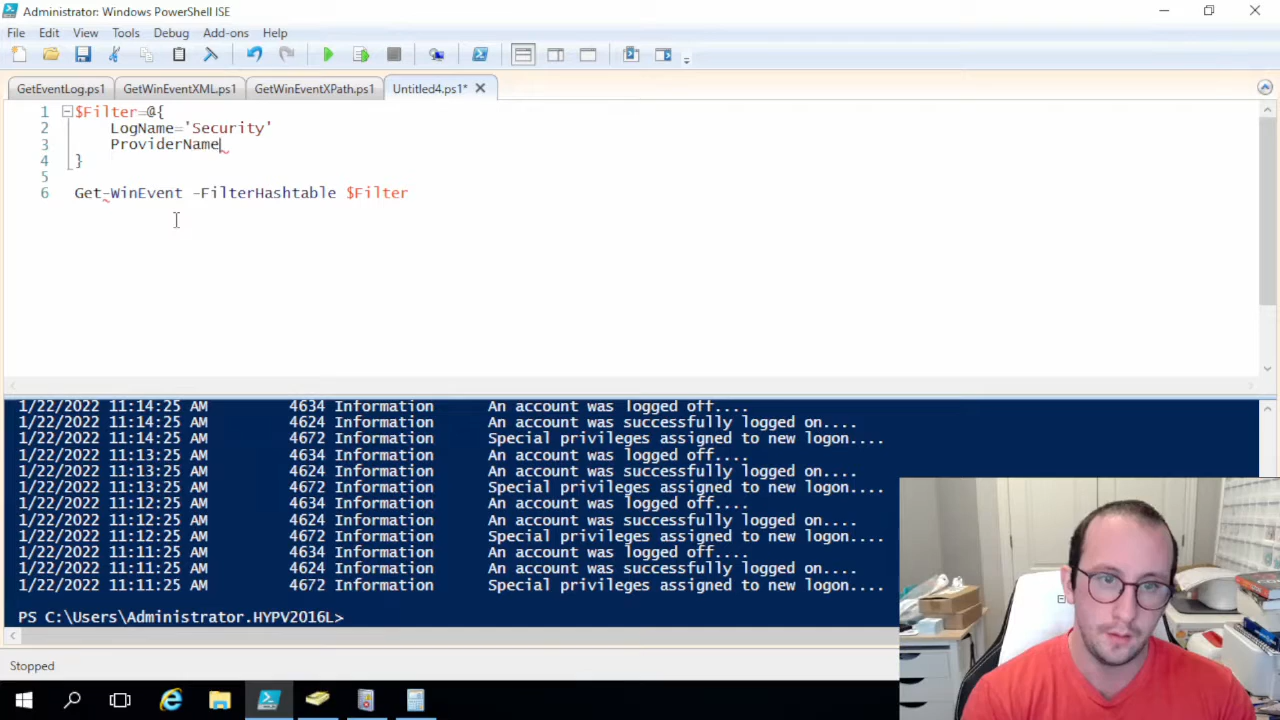 Administrator: Windows PowerShell ISE
File Edit View Tools Debug Add-ons Help
GetEventLog.ps1 GetWinEventXML.ps1 GetWinEventXPath.ps1 Untitled4.ps1*
1 $Filter=@{
2 LogName='Security'
3 ProviderName
4 }
5
6 Get-WinEvent -FilterHashtable $Filter
1/22/2022 11:14:25 AM 4634 Information An account was logged off....
1/22/2022 11:14:25 AM 4624 Information An account was successfully logged on....
1/22/2022 11:14:25 AM 4672 Information Special privileges assigned to new logon....
1/22/2022 11:13:25 AM 4634 Information An account was logged off....
1/22/2022 11:13:25 AM 4624 Information An account was successfully logged on....
1/22/2022 11:13:25 AM 4672 Information Special privileges assigned to new logon....
1/22/2022 11:12:25 AM 4634 Information An account was logged off....
1/22/2022 11:12:25 AM 4624 Information An account was successfully logged on....
1/22/2022 11:12:25 AM 4672 Information Special privileges assigned to new logon....
1/22/2022 11:11:25 AM 4634 Information An account was logged off....
1/22/2022 11:11:25 AM 4624 Information An account was successfully logged on....
1/22/2022 11:11:25 AM 4672 Information Special privileges assigned to new logon....
PS C:\Users\Administrator.HYPV2016L>
Stopped